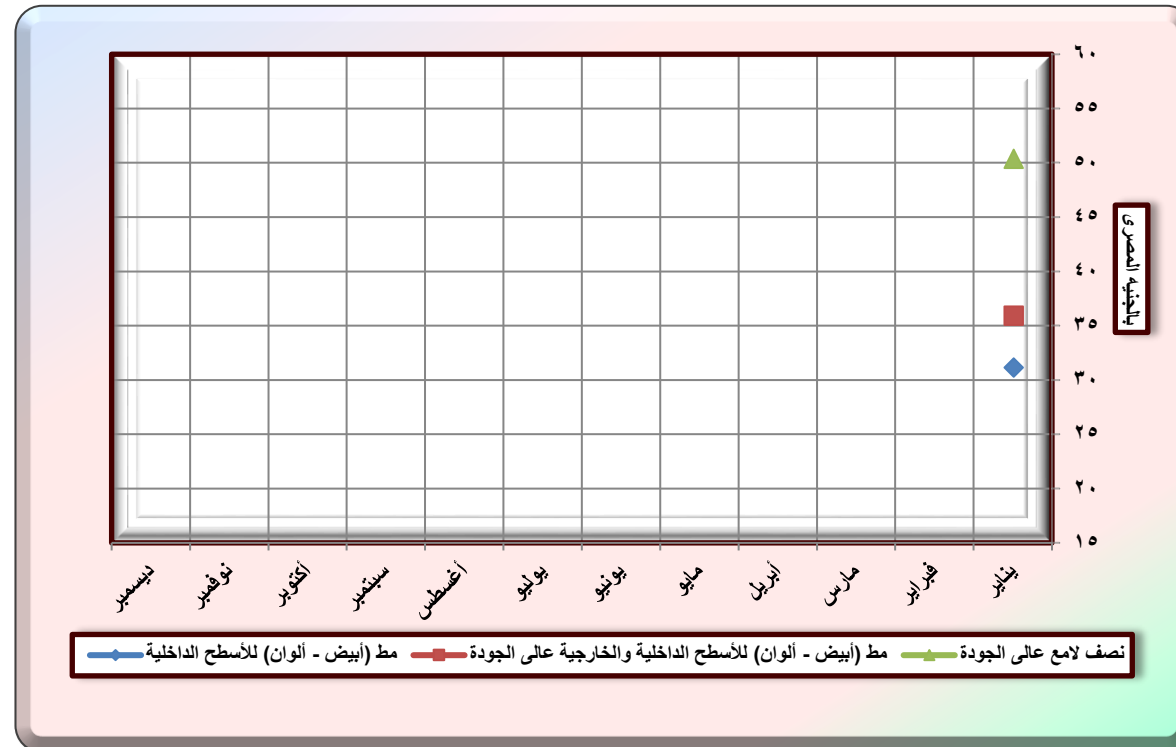 ٦٠
٥٥
٥٠
٤٥
٤٠
٣٥
٣٠
٢٥
٢٠
١٥
بالجنيه المصرى
يناير
فبراير
مارس
أبريل
مايو
يونيو
يوليو
أغسطس
سبتمبر
أكتوبر
نوفمبر
ديسمبر
نصف لامع عالى الجودة
مط (أبيض - ألوان) للأسطح الداخلية والخارجية عالى الجودة
مط (أبيض - ألوان) للأسطح الداخلية